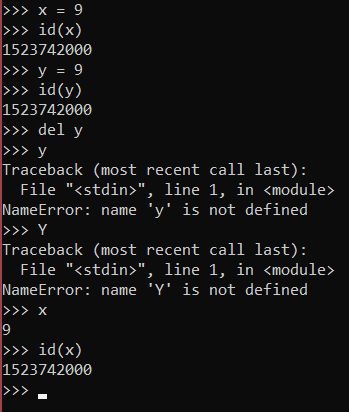 >>> x = 9
>>> id(x)
1523742000
>>> y = 9
>>> id(y)
1523742000
>>> del y
>>> y
Traceback (most recent call last):
  File "<stdin>", line 1, in <module>
NameError: name 'y' is not defined
>>> Y
Traceback (most recent call last):
  File "<stdin>", line 1, in <module>
NameError: name 'Y' is not defined
>>> x
9
>>> id(x)
1523742000
>>>